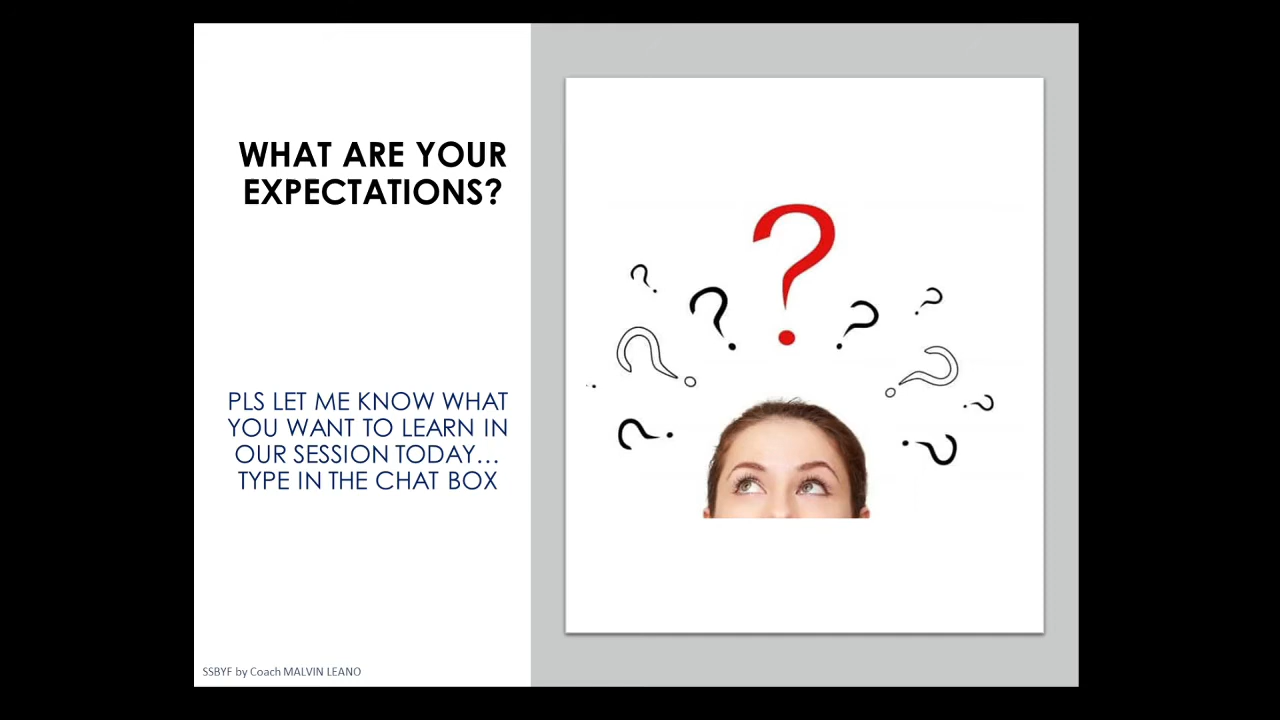 WHAT ARE YOUR
EXPECTATIONS?
PLS LET ME KNOW WHAT
YOU WANT TO LEARN IN
OUR SESSION TODAY...
TYPE IN THE CHAT BOX
SSBYF by Coach MALVIN LEANO